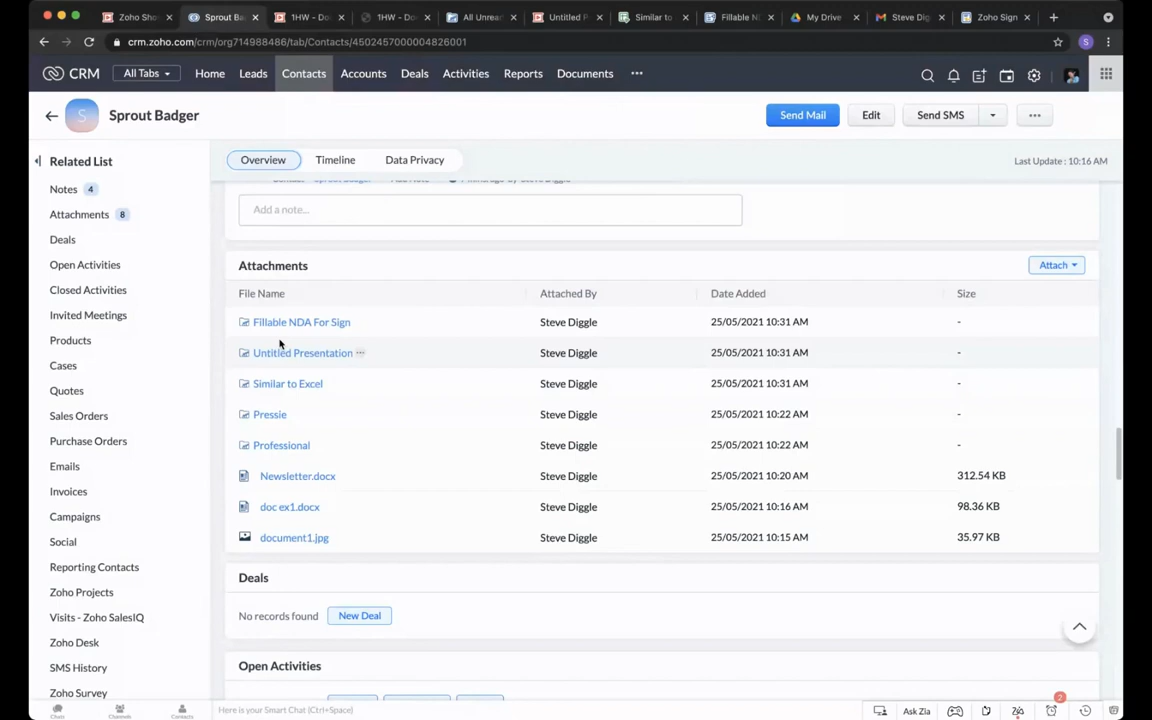 Zoho Sho
Sprout Ba
1HW - Do
1HW - Do
All Unrea
Untitled P
Similar to
Fillable N
My Drive
Steve Dig
Zoho Sign
crm.zoho.com/crm/org714988486/tab/Contacts/4502457000004826001
S
CRM
All Tabs
Home
Leads
Contacts
Accounts
Deals
Activities
Reports
Documents
S
Sprout Badger
Send Mail
Edit
Send SMS
Related List
Overview
Timeline
Data Privacy
Last Update : 10:16 AM
Notes 4
Attachments 8
Deals
Open Activities
Closed Activities
Invited Meetings
Products
Cases
Quotes
Sales Orders
Purchase Orders
Emails
Invoices
Campaigns
Social
Reporting Contacts
Zoho Projects
Visits - Zoho SalesIQ
Zoho Desk
SMS History
Zoho Survey
Add a note...
Attachments
Attach
File Name Attached By Date Added Size
Fillable NDA For Sign Steve Diggle 25/05/2021 10:31 AM -
Untitled Presentation Steve Diggle 25/05/2021 10:31 AM -
Similar to Excel Steve Diggle 25/05/2021 10:31 AM -
Pressie Steve Diggle 25/05/2021 10:22 AM -
Professional Steve Diggle 25/05/2021 10:22 AM -
Newsletter.docx Steve Diggle 25/05/2021 10:20 AM 312.54 KB
doc ex1.docx Steve Diggle 25/05/2021 10:16 AM 98.36 KB
document1.jpg Steve Diggle 25/05/2021 10:15 AM 35.97 KB
Deals
No records found New Deal
Open Activities
Chats
Channels
Contacts
Here is your Smart Chat (Ctrl+Space)
Ask Zia
2